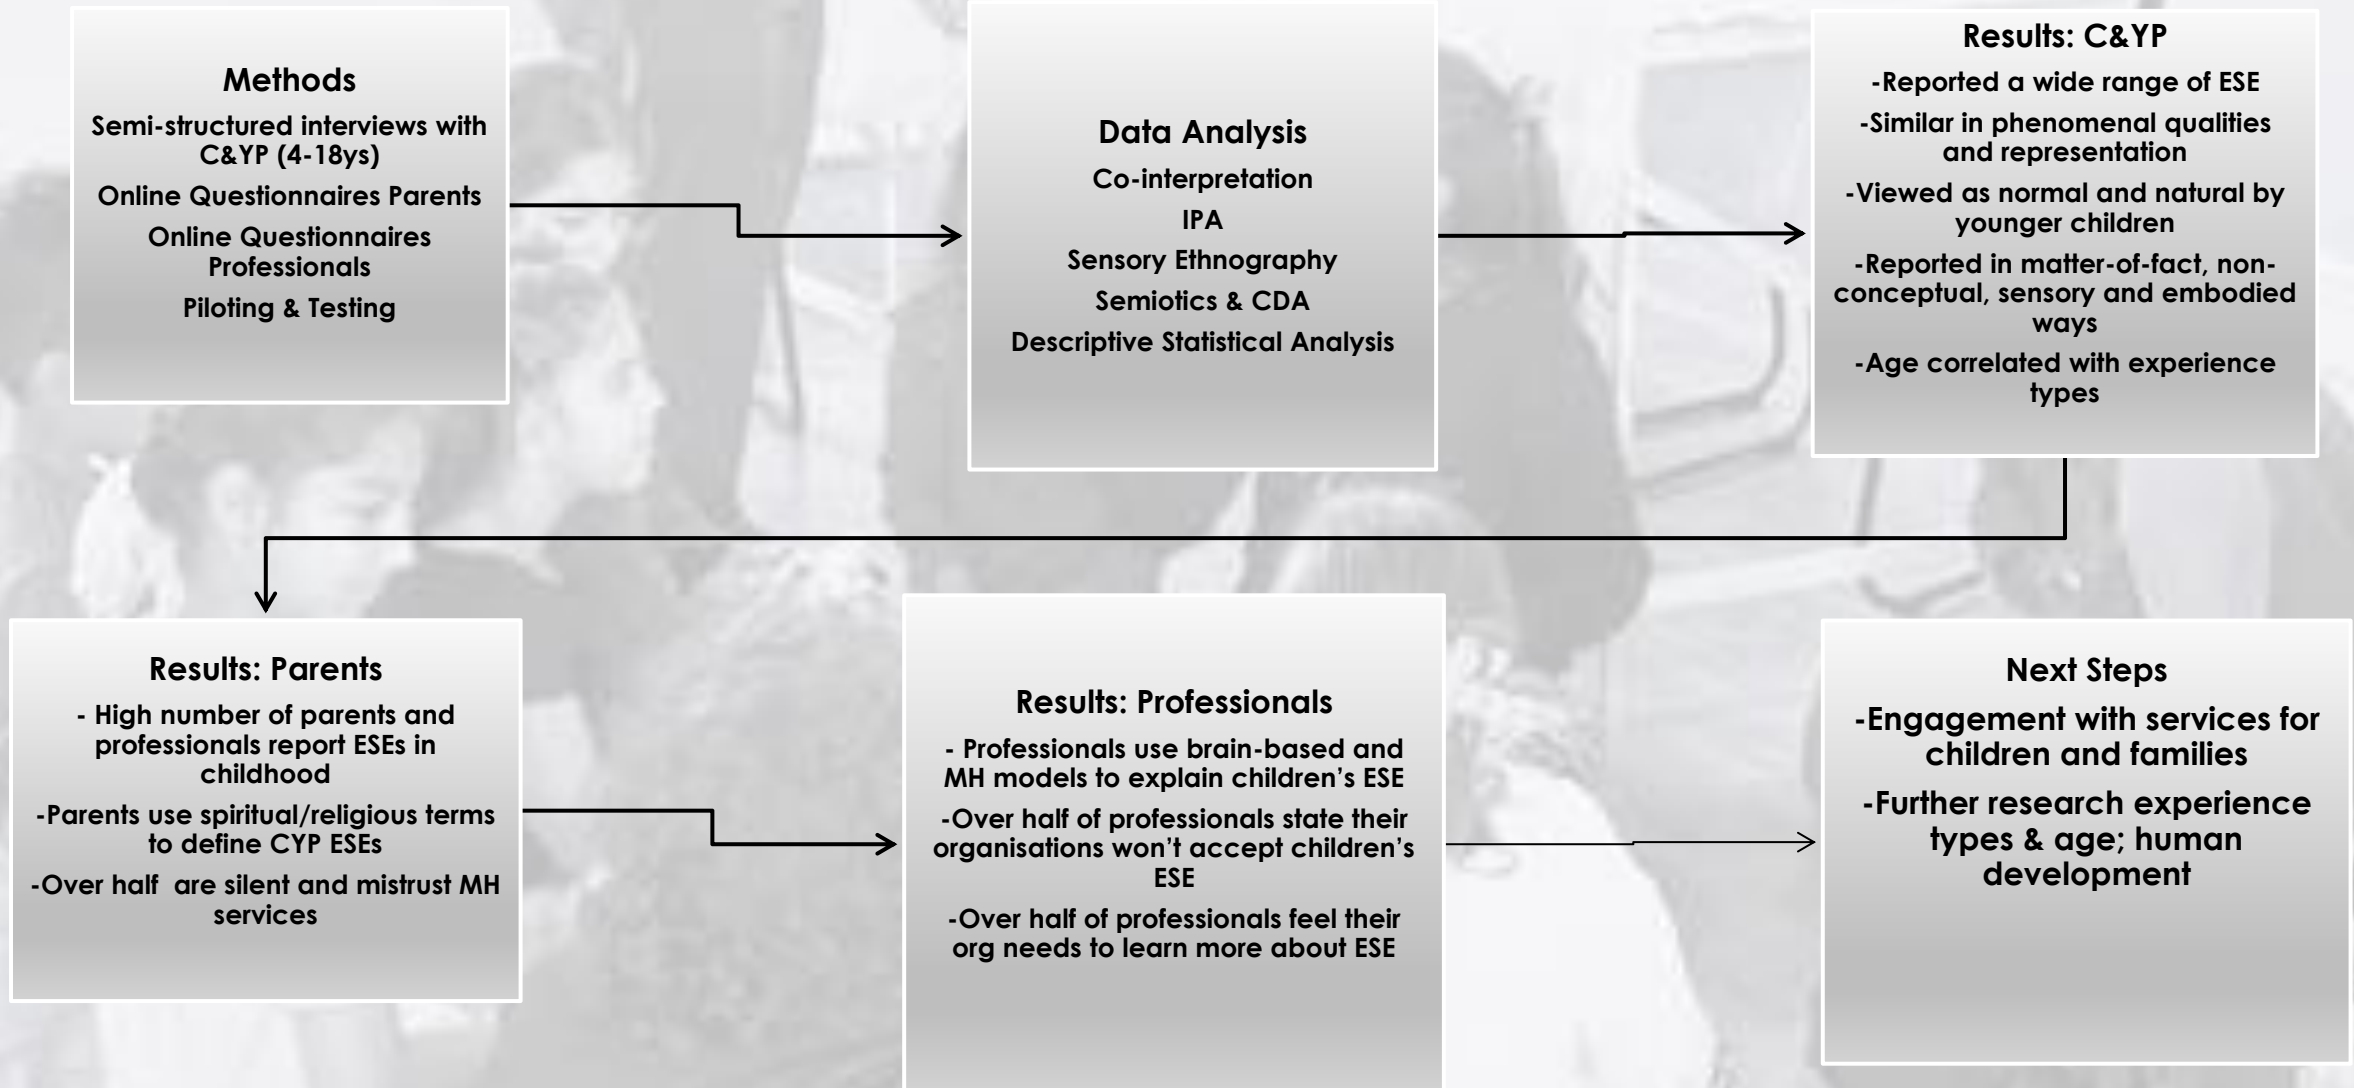 Methods
Semi-structured interviews with
C&YP (4-18ys)
Online Questionnaires Parents
Online Questionnaires
Professionals
Piloting & Testing
Data Analysis
Co-interpretation
IPA
Sensory Ethnography
Semiotics & CDA
Descriptive Statistical Analysis
Results: C&YP
-Reported a wide range of ESE
-Similar in phenomenal qualities
and representation
-Viewed as normal and natural by
younger children
-Reported in matter-of-fact, non-
conceptual, sensory and embodied
ways
-Age correlated with experience
types
Results: Parents
- High number of parents and
professionals report ESEs in
childhood
-Parents use spiritual/religious terms
to define CYP ESEs
-Over half  are silent and mistrust MH
services
Results: Professionals
- Professionals use brain-based and
MH models to explain children’s ESE
-Over half of professionals state their
organisations won’t accept children’s
ESE
-Over half of professionals feel their
org needs to learn more about ESE
Next Steps
-Engagement with services for
children and families
-Further research experience
types & age; human
development